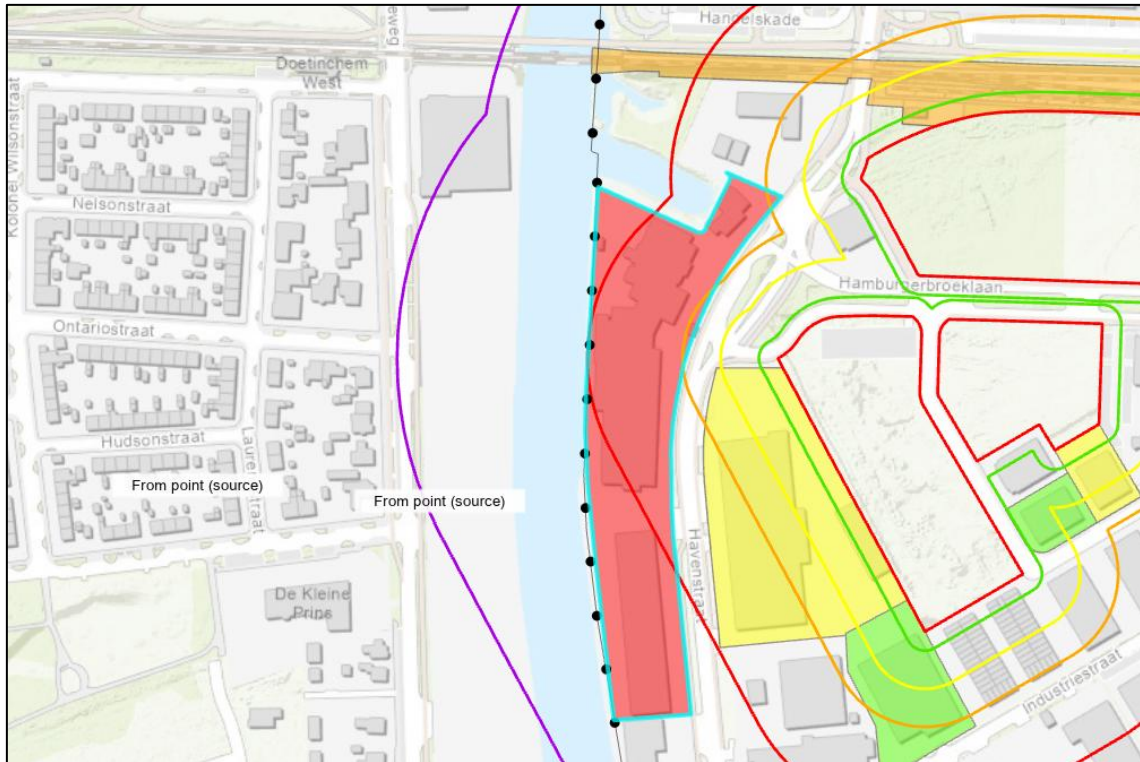 Handelskade
eweg
Doetinchem
West
Kolonel Wilsonstraat
Nelsonstraat
Hamburgerbroeklaan
Ontariostraat
Hudsonstraat
From point (source)
From point (source)
Havenstraat
De Kleine
Prins
Industriestraat